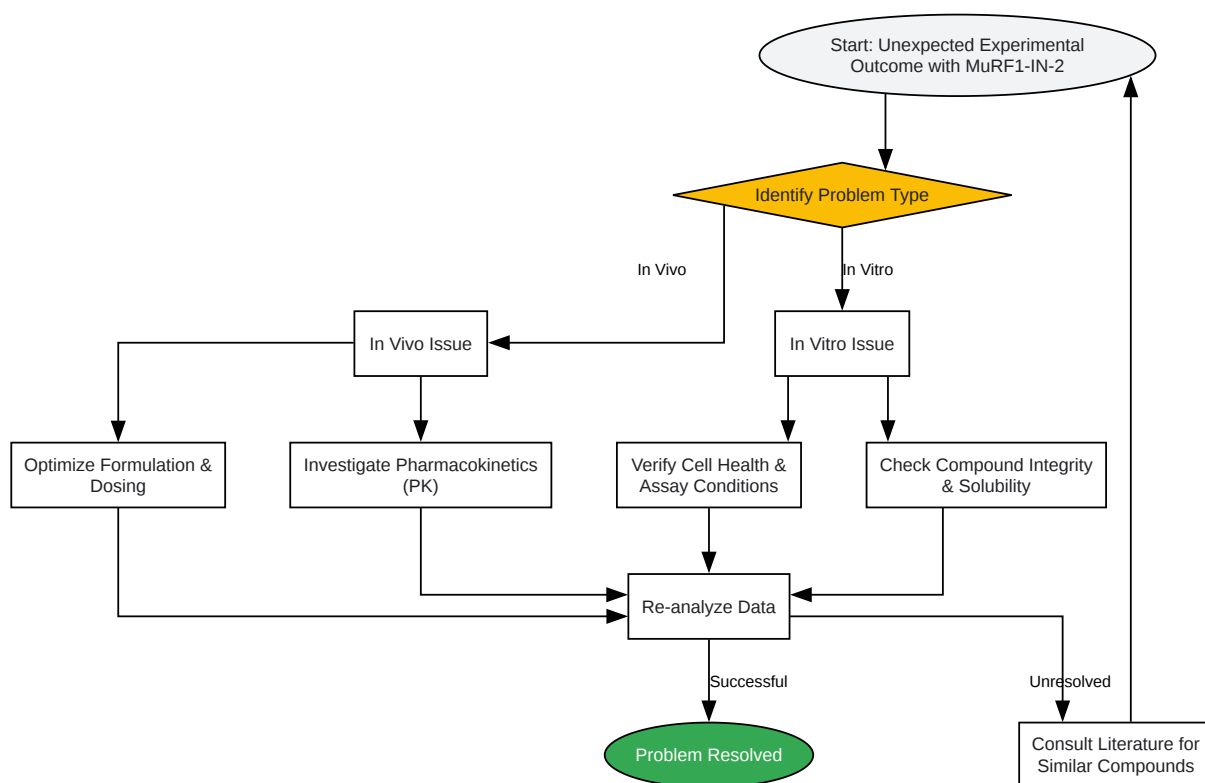 Start: Unexpected Experimental
Outcome with MuRF1-IN-2
Identify Problem Type
In Vivo
In Vitro
In Vivo Issue
In Vitro Issue
Optimize Formulation &
Dosing
Investigate Pharmacokinetics
(PK)
Verify Cell Health &
Assay Conditions
Check Compound Integrity
& Solubility
Re-analyze Data
Successful
Unresolved
Problem Resolved
Consult Literature for
Similar Compounds